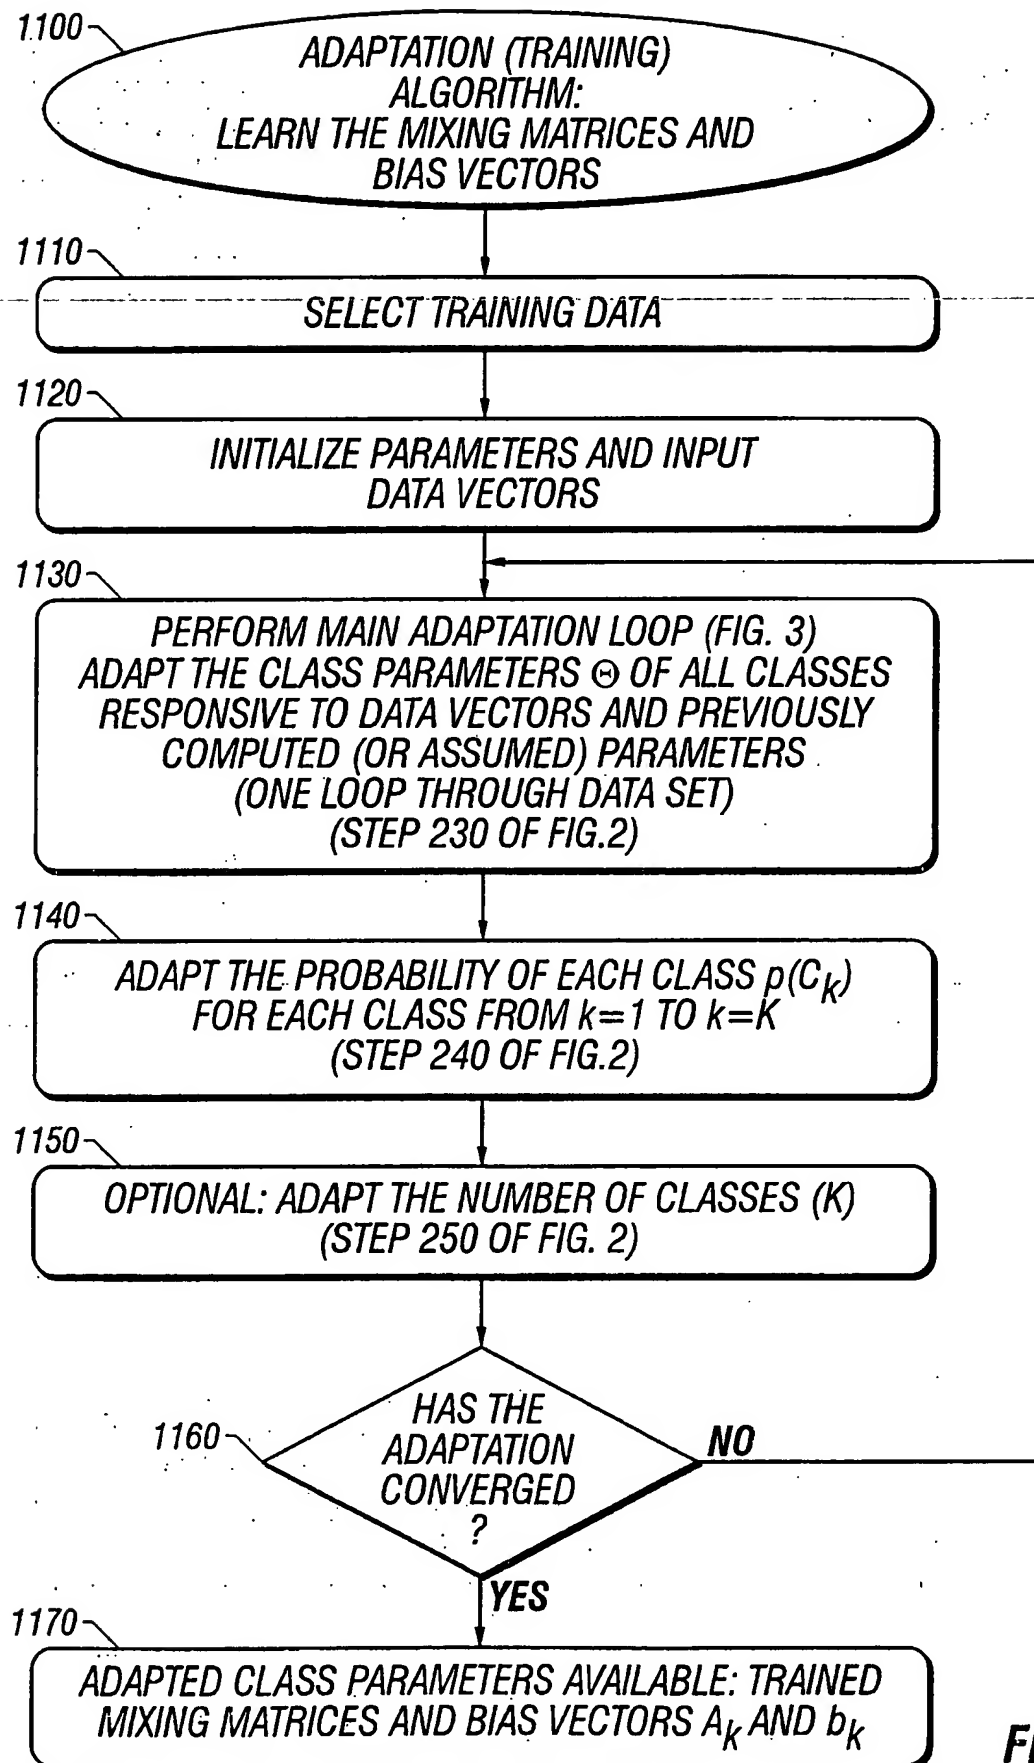 1100
ADAPTATION (TRAINING)
ALGORITHM:
LEARN THE MIXING MATRICES AND
BIAS VECTORS
1110
SELECT TRAINING DATA
1120
INITIALIZE PARAMETERS AND INPUT
DATA VECTORS
1130
PERFORM MAIN ADAPTATION LOOP (FIG. 3)
ADAPT THE CLASS PARAMETERS Θ OF ALL CLASSES
RESPONSIVE TO DATA VECTORS AND PREVIOUSLY
COMPUTED (OR ASSUMED) PARAMETERS
(ONE LOOP THROUGH DATA SET)
(STEP 230 OF FIG.2)
1140
ADAPT THE PROBABILITY OF EACH CLASS p(Ck)
FOR EACH CLASS FROM k=1 TO k=K
(STEP 240 OF FIG.2)
1150
OPTIONAL: ADAPT THE NUMBER OF CLASSES (K)
(STEP 250 OF FIG. 2)
1160
HAS THE
ADAPTATION
CONVERGED
?
NO
YES
1170
ADAPTED CLASS PARAMETERS AVAILABLE: TRAINED
MIXING MATRICES AND BIAS VECTORS Ak AND bk